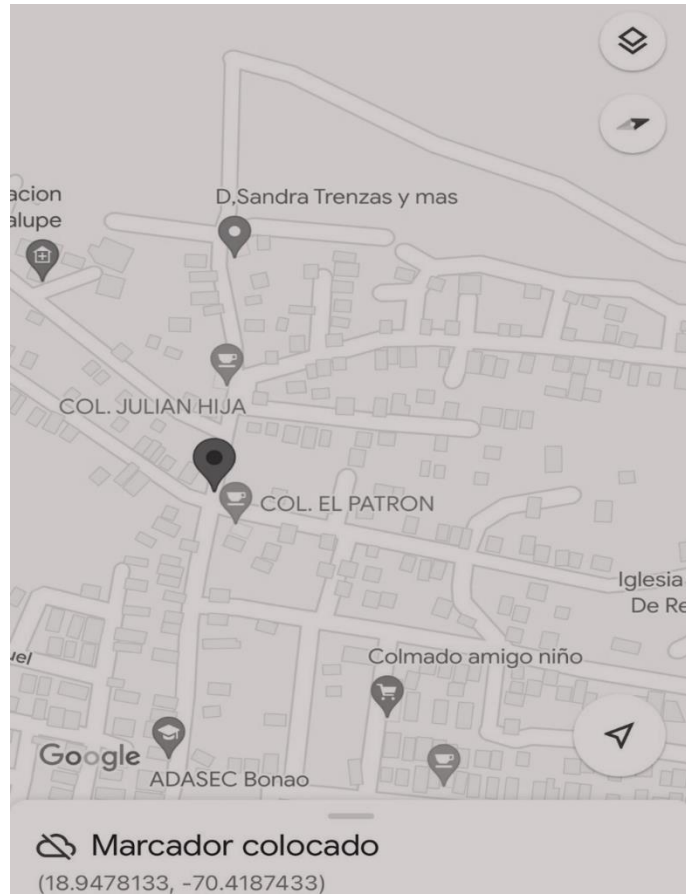 acion
alupe
D,Sandra Trenzas y mas
COL. JULIAN HIJA
COL. EL PATRON
Iglesia
De Re
uel
Colmado amigo niño
Google
ADASEC Bonao
Marcador colocado
(18.9478133, -70.4187433)